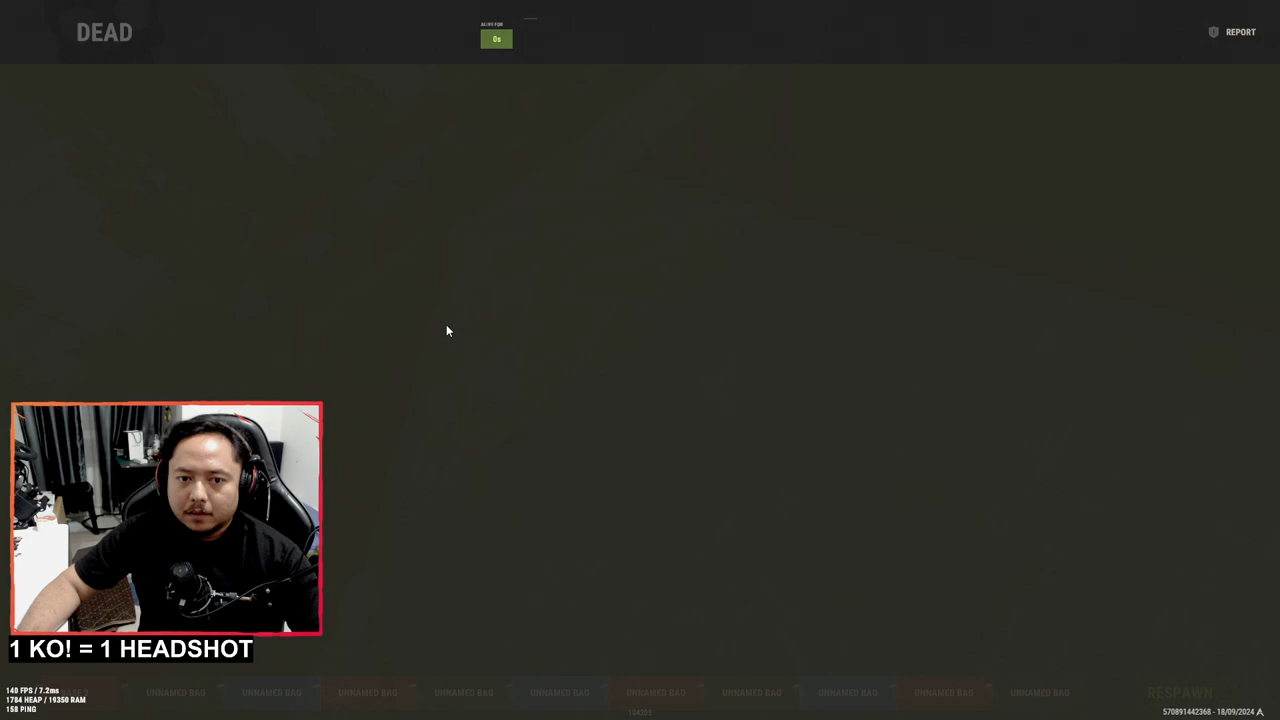 DEAD
ALIVE FOR
0s
REPORT
1 KO! = 1 HEADSHOT
140 FPS / 7.2ms
1784 HEAP / 19350 RAM
158 PING
UNNAMED BAG
UNNAMED BAG
UNNAMED BAG
UNNAMED BAG
UNNAMED BAG
UNNAMED BAG
UNNAMED BAG
UNNAMED BAG
UNNAMED BAG
UNNAMED BAG
RESPAWN
570891442368 - 18/09/2024